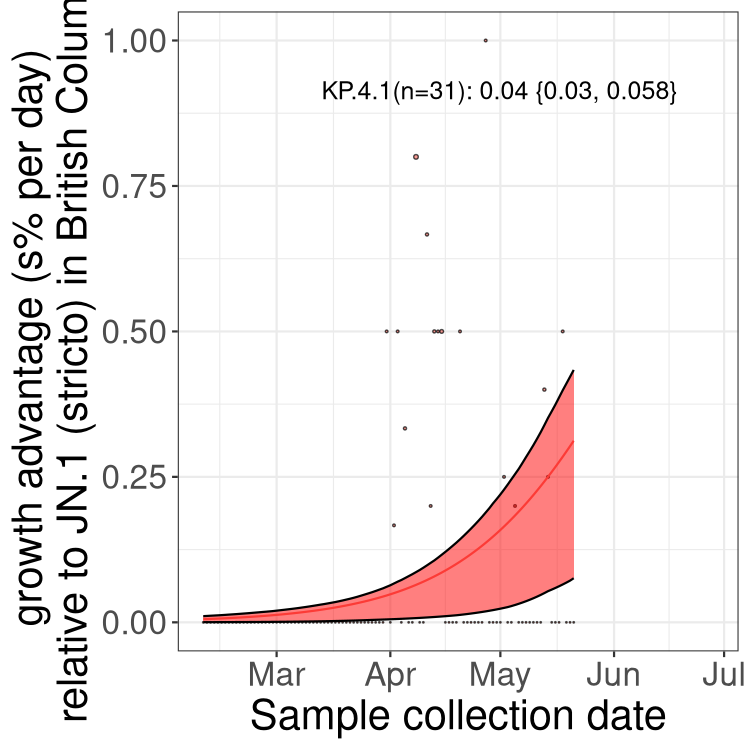 growth advantage (s% per day)
relative to JN.1 (stricto) in British Colum
1.00
0.75
0.50
0.25
0.00
KP.4.1(n=31): 0.04 {0.03, 0.058}
Mar Apr May Jun Jul
Sample collection date